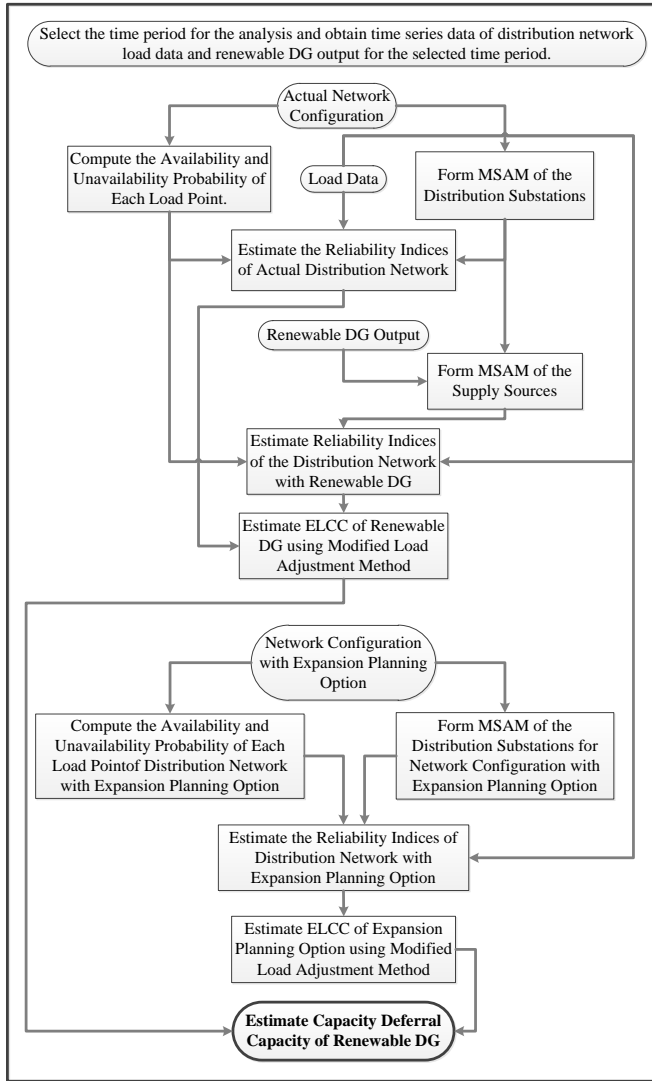 Select the time period for the analysis and obtain time series data of distribution network
load data and renewable DG output for the selected time period.
Actual Network
Configuration
Compute the Availability and
Unavailability Probability of
Each Load Point.
Load Data
Form MSAM of the
Distribution Substations
Estimate the Reliability Indices
of Actual Distribution Network
Renewable DG Output
Form MSAM of the
Supply Sources
Estimate Reliability Indices
of the Distribution Network
with Renewable DG
Estimate ELCC of Renewable
DG using Modified Load
Adjustment Method
Network Configuration
with Expansion Planning
Option
Compute the Availability and
Unavailability Probability of Each
Load Pointof Distribution Network
with Expansion Planning Option
Form MSAM of the
Distribution Substations for
Network Configuration with
Expansion Planning Option
Estimate the Reliability Indices of
Distribution Network with
Expansion Planning Option
Estimate ELCC of Expansion
Planning Option using Modified
Load Adjustment Method
Estimate Capacity Deferral
Capacity of Renewable DG